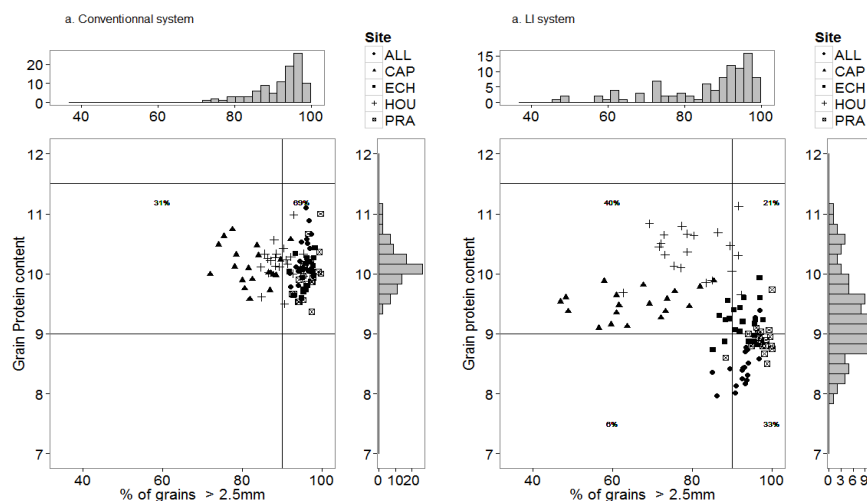 a. Conventionnal system
20
10
0
40 60 80 100
Site
ALL
CAP
ECH
HOU
PRA
12
11
10
9
8
7
Grain Protein content
31%
69%
40 60 80 100
% of grains > 2.5mm
12
11
10
9
8
7
0 1020
a. LI system
15
10
5
0
40 60 80 100
Site
ALL
CAP
ECH
HOU
PRA
12
11
10
9
8
7
Grain Protein content
40%
21%
6%
33%
40 60 80 100
% of grains > 2.5mm
12
11
10
9
8
7
0 3 6 9